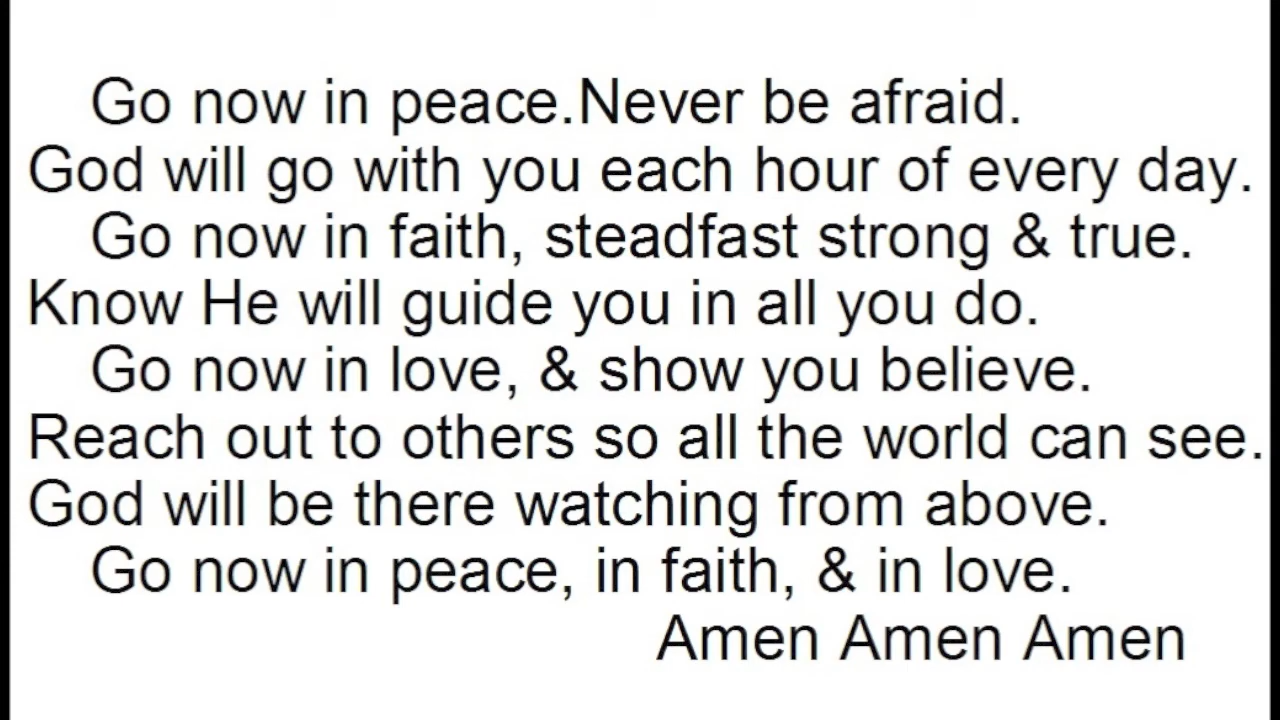 Go now in peace.Never be afraid.
God will go with you each hour of every day.
Go now in faith, steadfast strong & true.
Know He will guide you in all you do.
Go now in love, & show you believe.
Reach out to others so all the world can see.
God will be there watching from above.
Go now in peace, in faith, & in love.
Amen Amen Amen